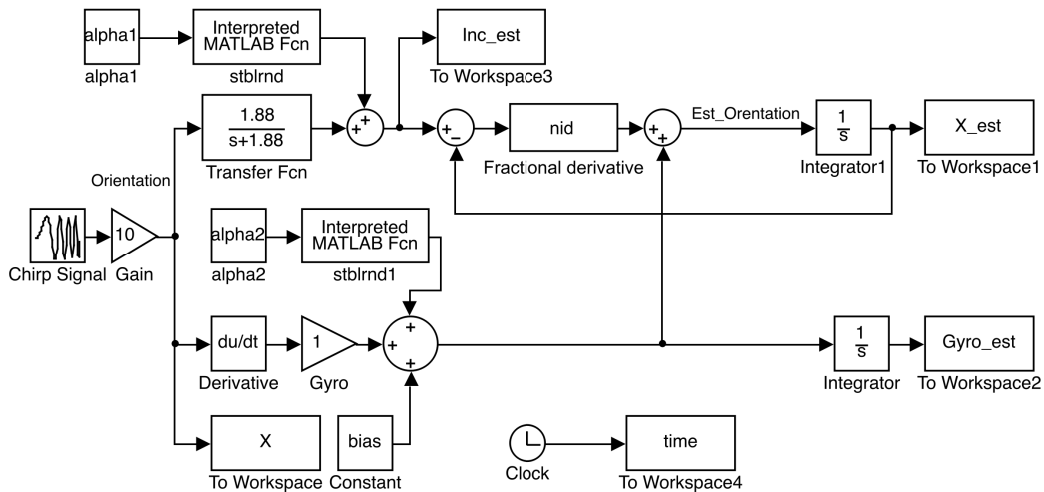 alpha1
alpha1
Interpreted
MATLAB Fcn
stblrnd
Inc_est
To Workspace3
1.88
s+1.88
Transfer Fcn
+
+
+
−
nid
Fractional derivative
+
+
Est_Orentation
1
s
Integrator1
X_est
To Workspace1
Orientation
Chirp Signal
10
Gain
alpha2
alpha2
Interpreted
MATLAB Fcn
stblrnd1
du/dt
Derivative
1
Gyro
+
+
+
1
s
Integrator
Gyro_est
To Workspace2
X
To Workspace
bias
Constant
Clock
time
To Workspace4